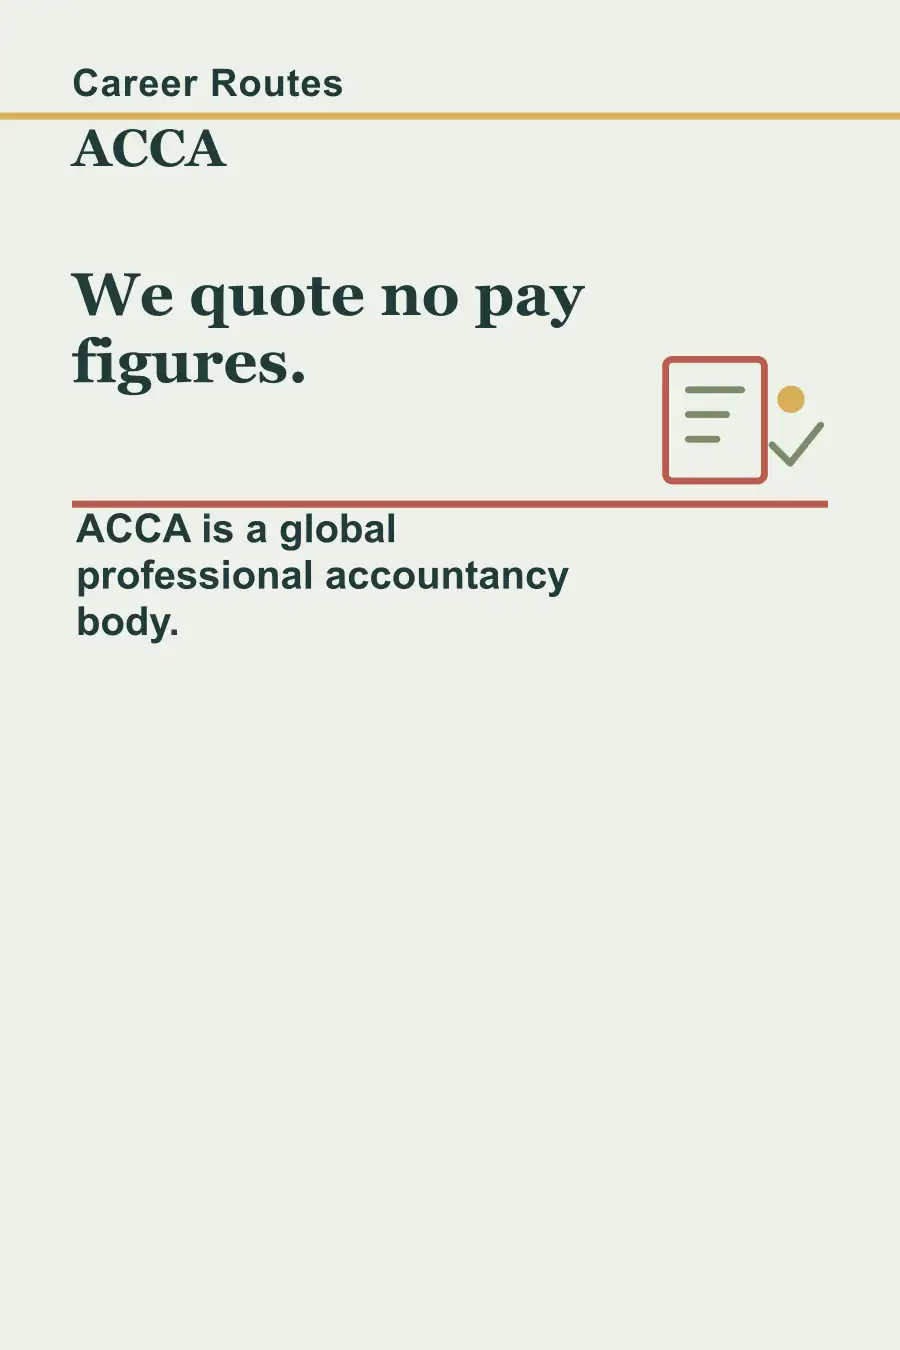 Career Routes
ACCA
We quote no pay
figures.
ACCA is a global
professional accountancy
body.